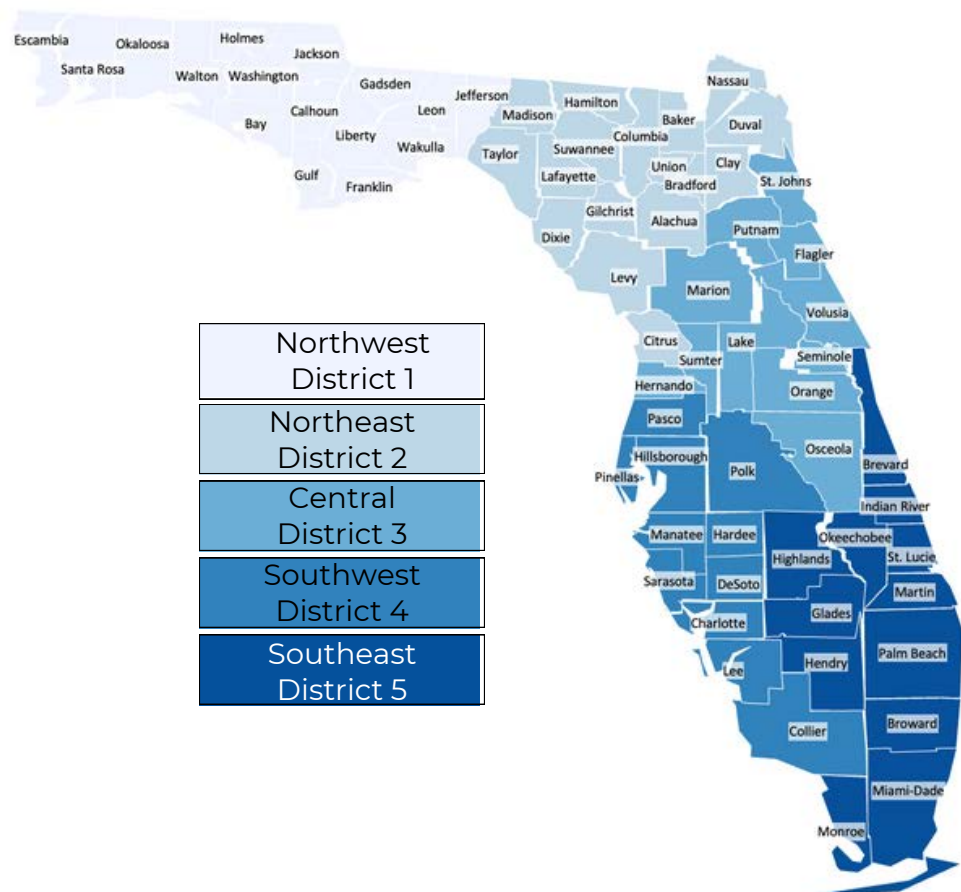 Escambia
Okaloosa
Holmes
Jackson
Santa Rosa
Walton
Washington
Gadsden
Nassau
Jefferson
Calhoun
Leon
Madison
Hamilton
Baker
Duval
Bay
Liberty
Columbia
Wakulla
Taylor
Suwannee
Union
Clay
Gulf
Franklin
Lafayette
Bradford
St. Johns
Gilchrist
Alachua
Putnam
Dixie
Flagler
Levy
Marion
Volusia
Citrus
Lake
Sumter
Seminole
Hernando
Orange
Pasco
Osceola
Hillsborough
Polk
Brevard
Pinellas
Indian River
Manatee
Hardee
Okeechobee
Highlands
St. Lucie
Sarasota
DeSoto
Martin
Charlotte
Glades
Lee
Hendry
Palm Beach
Collier
Broward
Miami-Dade
Monroe
Northwest
District 1
Northeast
District 2
Central
District 3
Southwest
District 4
Southeast
District 5